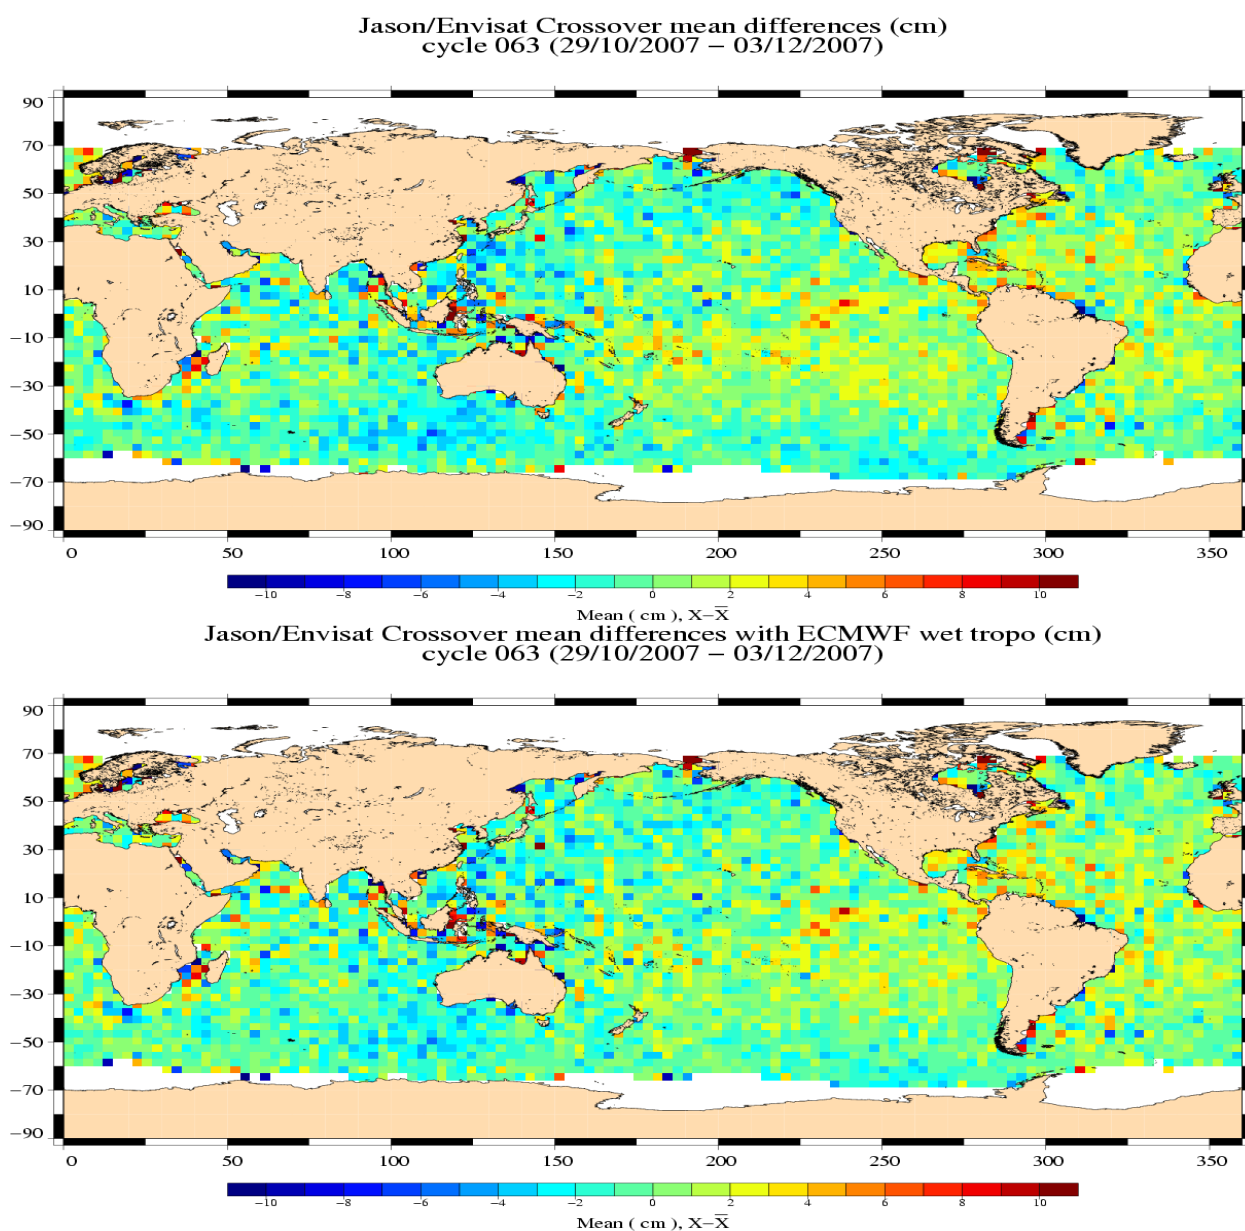 Jason/Envisat Crossover mean differences (cm)
cycle 063 (29/10/2007 − 03/12/2007)
90
70
50
30
10
−10
−30
−50
−70
−90
0 50 100 150 200 250 300 350
−10 −8 −6 −4 −2 0 2 4 6 8 10
Mean ( cm ), X−X̅
Jason/Envisat Crossover mean differences with ECMWF wet tropo (cm)
cycle 063 (29/10/2007 − 03/12/2007)
90
70
50
30
10
−10
−30
−50
−70
−90
0 50 100 150 200 250 300 350
−10 −8 −6 −4 −2 0 2 4 6 8 10
Mean ( cm ), X−X̅